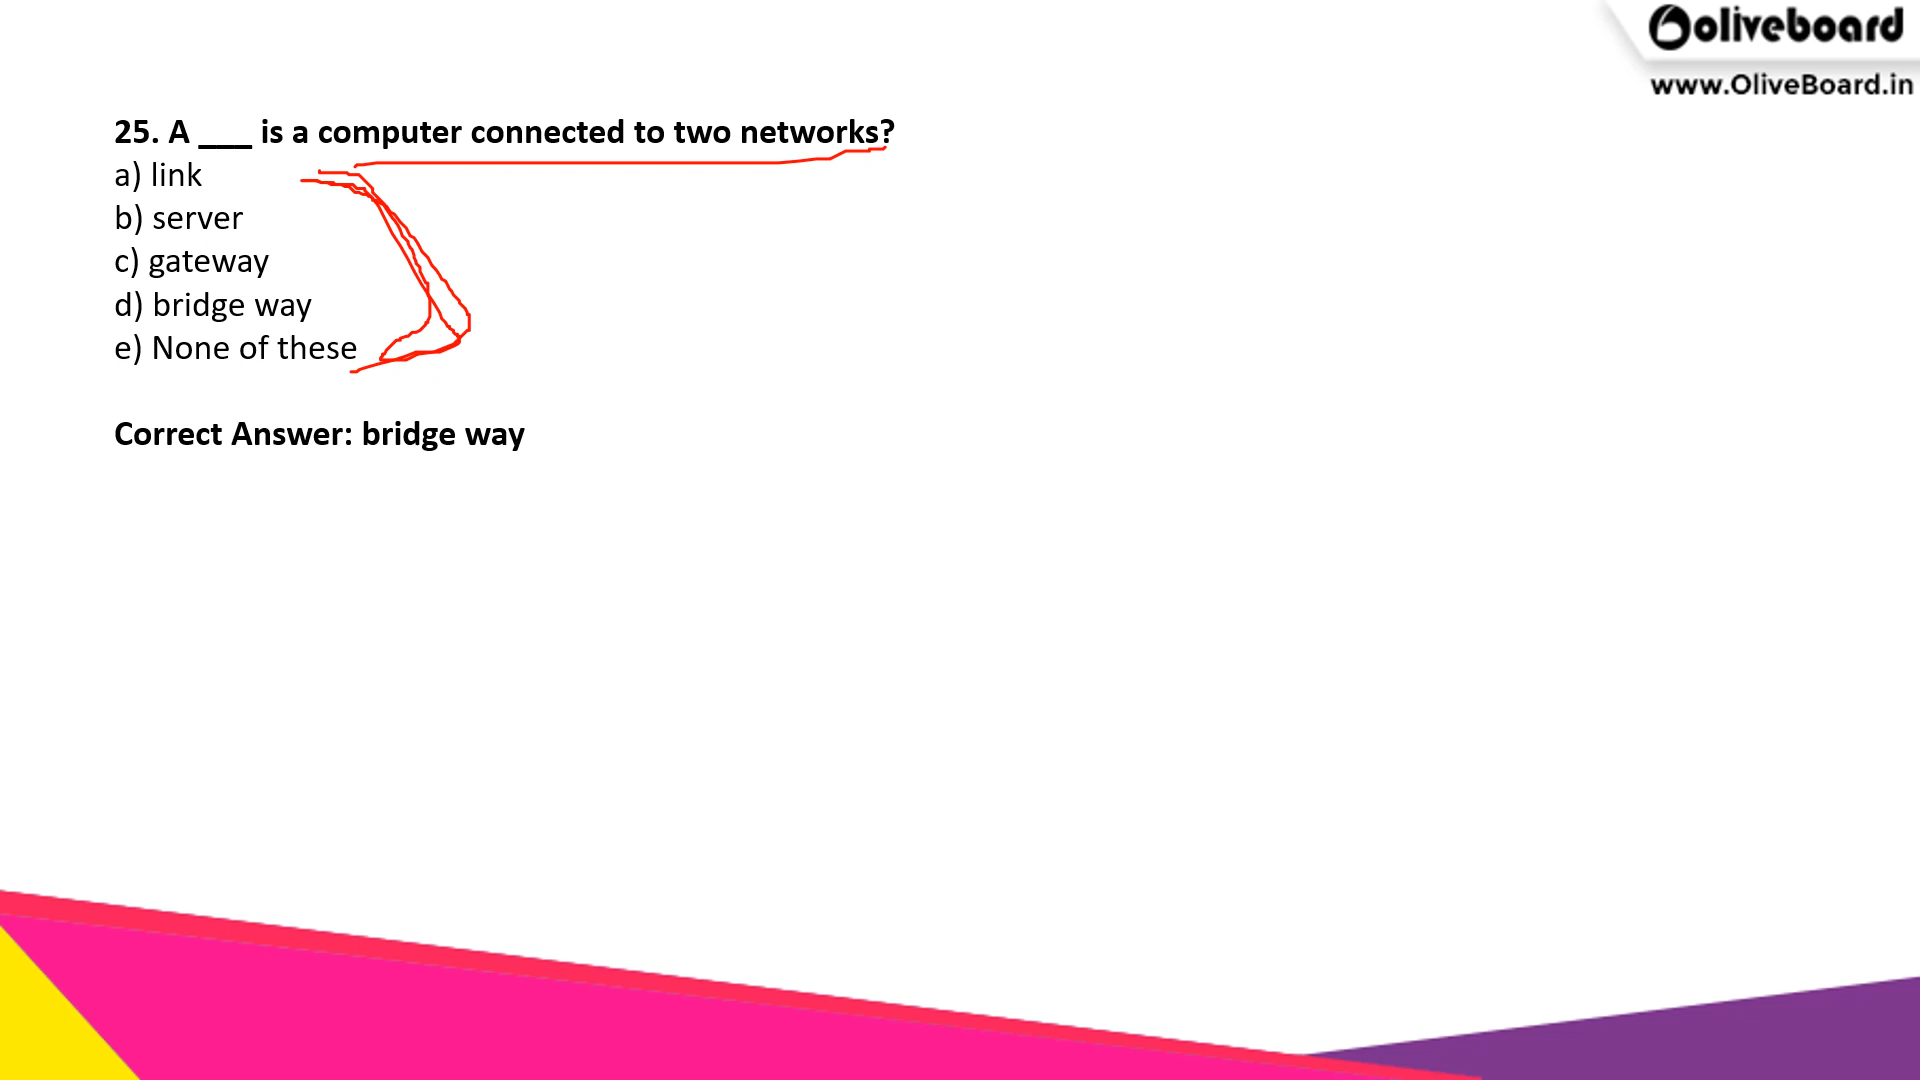 oliveboard
www.OliveBoard.in
25. A ___ is a computer connected to two networks?
a) link
b) server
c) gateway
d) bridge way
e) None of these
Correct Answer: bridge way